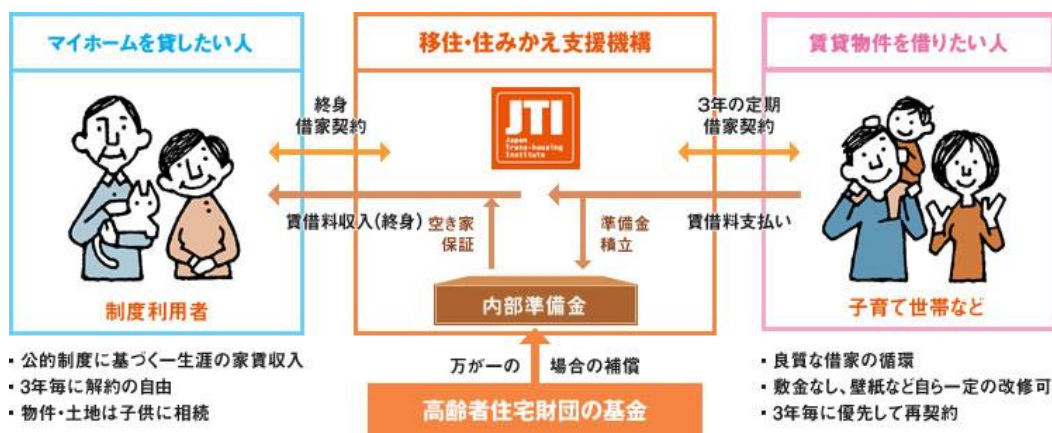 マイホームを貸したい人
移住・住みかえ支援機構
賃貸物件を借りたい人
終身
借家契約
JTI
Japan
Trans-housing
Institute
3年の定期
借家契約
賃借料収入(終身)
空き家
保証
準備金
積立
賃借料支払い
制度利用者
内部準備金
子育て世帯など
▪ 公的制度に基づく一生涯の家賃収入
▪ 3年毎に解約の自由
▪ 物件・土地は子供に相続
万が一の 場合の補償
高齢者住宅財団の基金
▪ 良質な借家の循環
▪ 敷金なし、壁紙など自ら一定の改修可
▪ 3年毎に優先して再契約